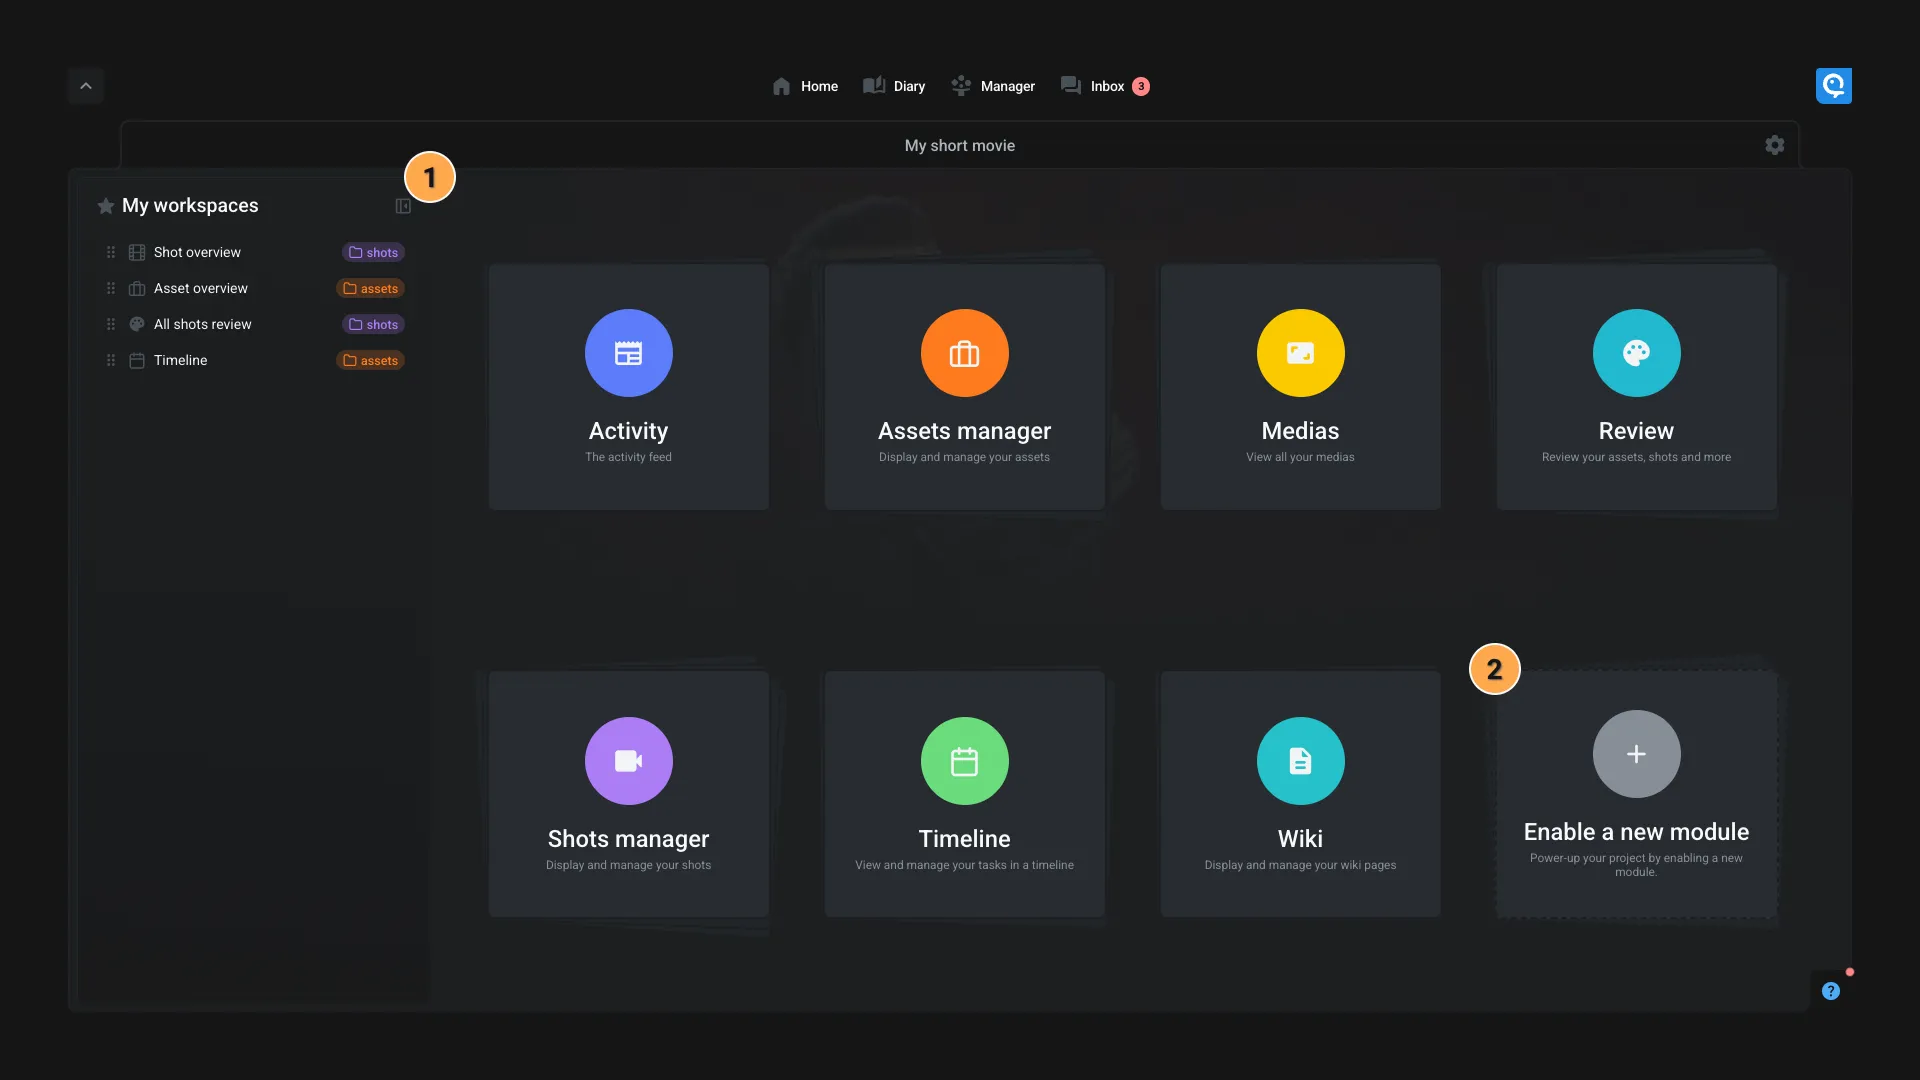 Home
Diary
Manager
Inbox 3
My short movie
1
My workspaces
Shot overview shots
Asset overview assets
All shots review shots
Timeline assets
Activity
The activity feed
Assets manager
Display and manage your assets
Medias
View all your medias
Review
Review your assets, shots and more
Shots manager
Display and manage your shots
Timeline
View and manage your tasks in a timeline
Wiki
Display and manage your wiki pages
2
Enable a new module
Power-up your project by enabling a new
module.
?